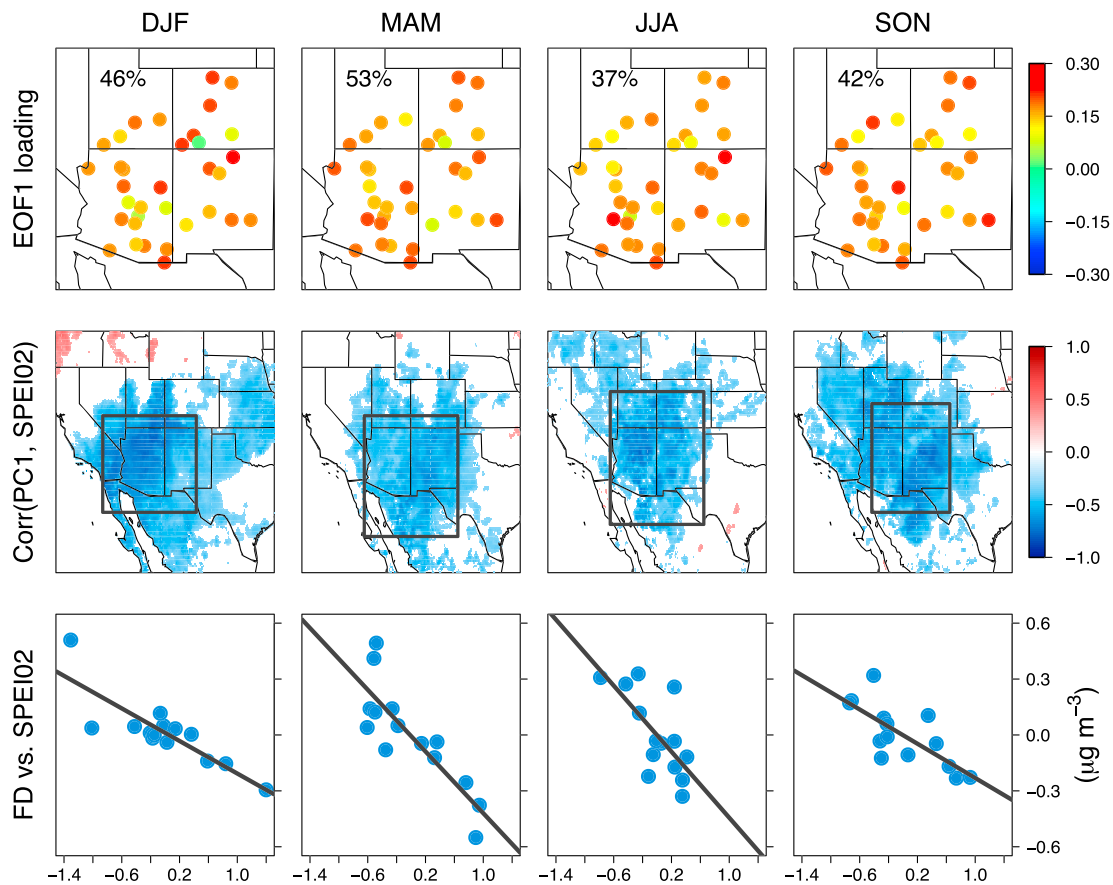 DJF MAM JJA SON
EOF1 loading
46% 53% 37% 42%
0.30
0.15
0.00
−0.15
−0.30
Corr(PC1, SPEI02)
1.0
0.5
0.0
−0.5
−1.0
FD vs. SPEI02
0.6
0.3
0.0
−0.3
−0.6
(μg m−3)
−1.4 −0.6 0.2 1.0 −1.4 −0.6 0.2 1.0 −1.4 −0.6 0.2 1.0 −1.4 −0.6 0.2 1.0